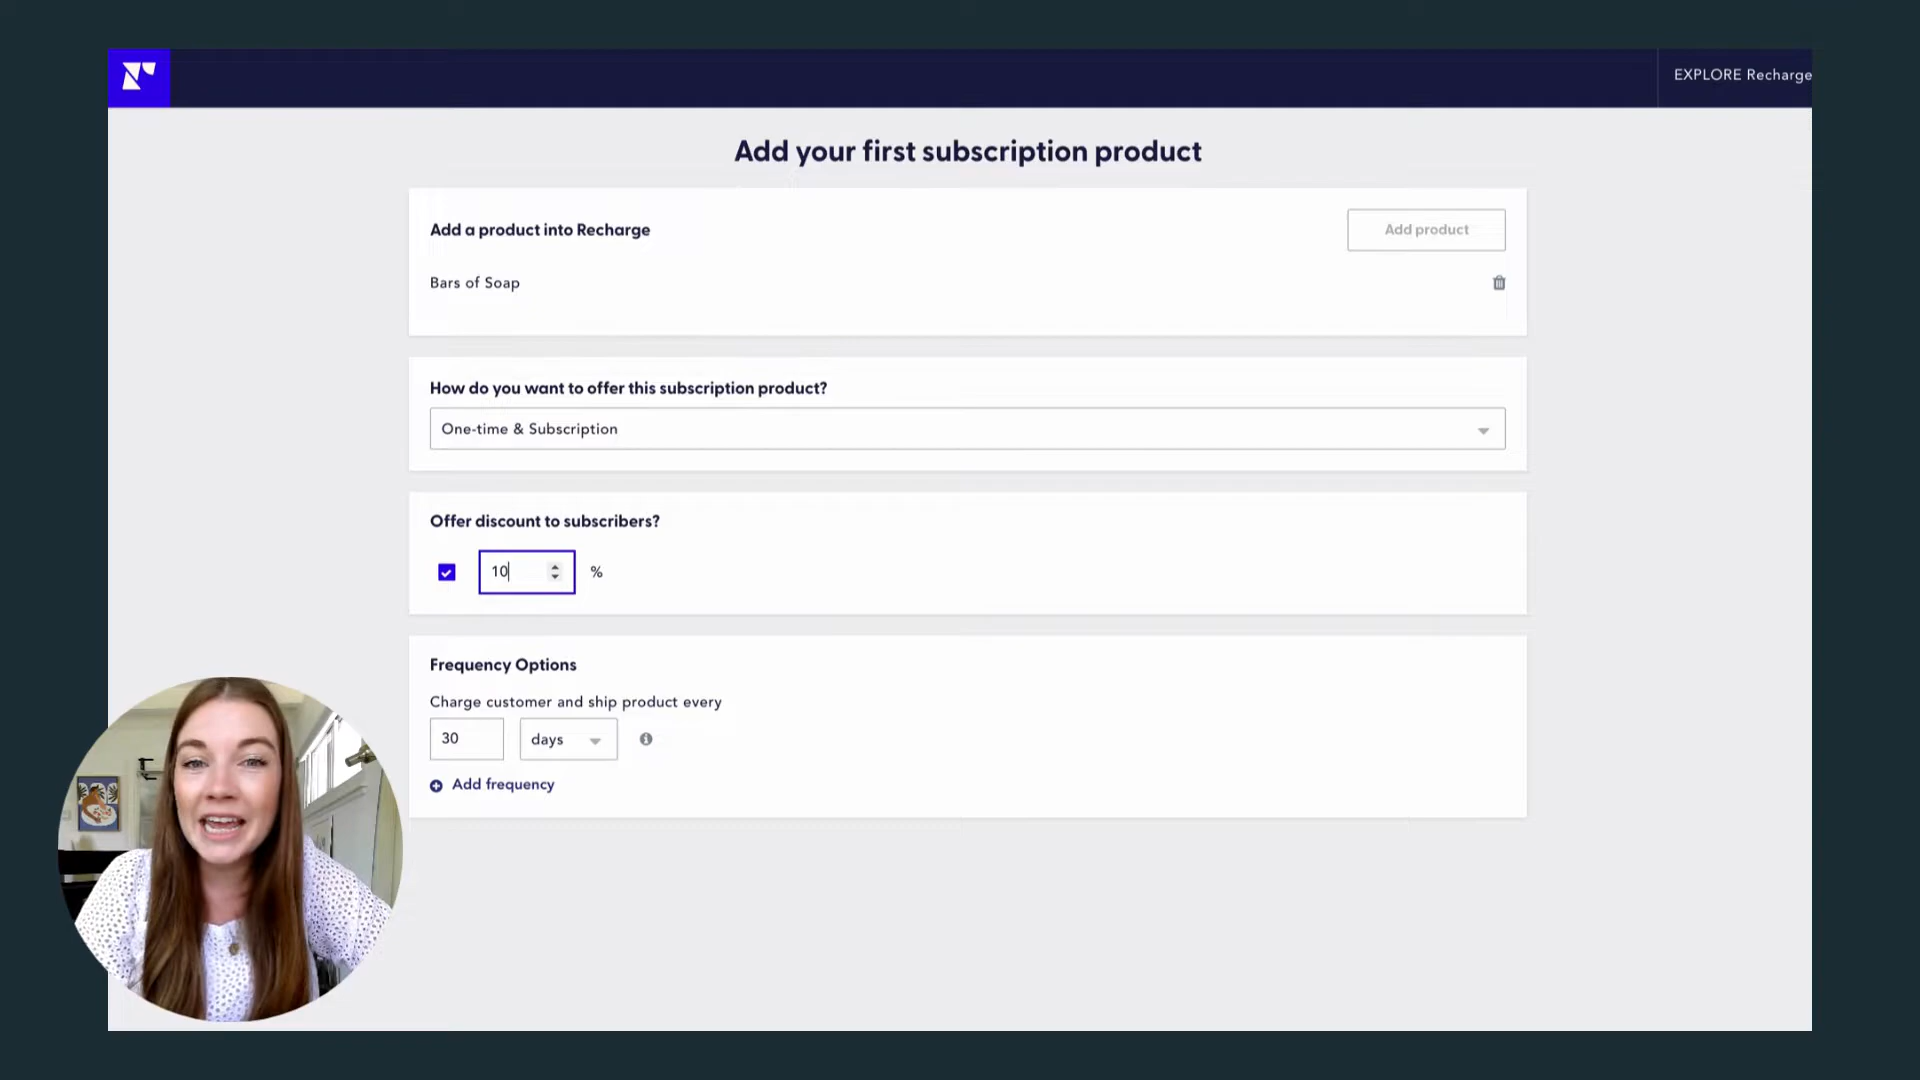 EXPLORE Recharge
Add your first subscription product
Add a product into Recharge
Add product
Bars of Soap
How do you want to offer this subscription product?
One-time & Subscription
Offer discount to subscribers?
10 %
Frequency Options
Charge customer and ship product every
30 days
Add frequency